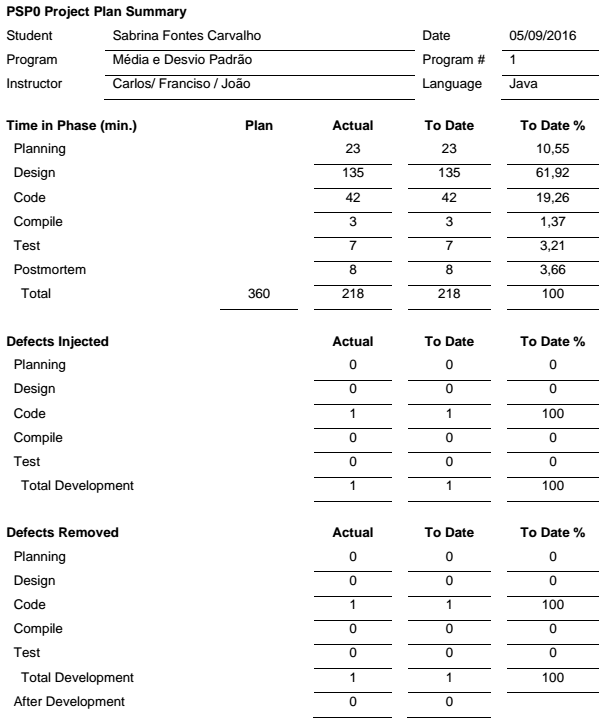 PSP0 Project Plan Summary
Student Sabrina Fontes Carvalho Date 05/09/2016
Program Média e Desvio Padrão Program # 1
Instructor Carlos/ Franciso / João Language Java
Time in Phase (min.) Plan Actual To Date To Date %
Planning 23 23 10,55
Design 135 135 61,92
Code 42 42 19,26
Compile 3 3 1,37
Test 7 7 3,21
Postmortem 8 8 3,66
Total 360 218 218 100
Defects Injected Actual To Date To Date %
Planning 0 0 0
Design 0 0 0
Code 1 1 100
Compile 0 0 0
Test 0 0 0
Total Development 1 1 100
Defects Removed Actual To Date To Date %
Planning 0 0 0
Design 0 0 0
Code 1 1 100
Compile 0 0 0
Test 0 0 0
Total Development 1 1 100
After Development 0 0